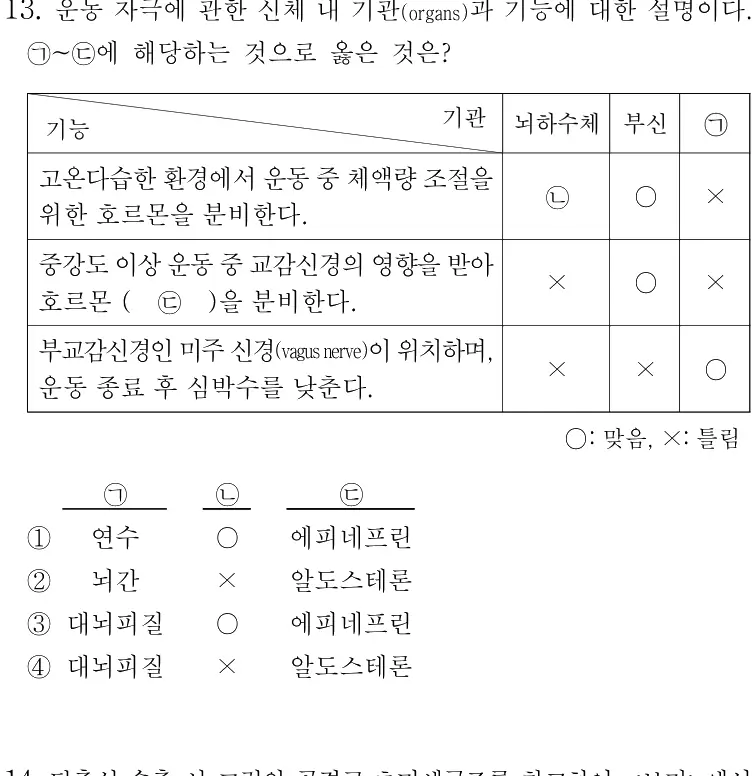 13. 운동 자극에 관한 신체 내 기관(organs)과 기능에 대한 설명이다.
㉠~㉢에 해당하는 것으로 옳은 것은?
기능 기관 뇌하수체 부신 ㉠
고온다습한 환경에서 운동 중 체액량 조절을
위한 호르몬을 분비한다. ㉡ ○ ×
중강도 이상 운동 중 교감신경의 영향을 받아
호르몬 ( ㉢ )을 분비한다. × ○ ×
부교감신경인 미주 신경(vagus nerve)이 위치하며,
운동 종료 후 심박수를 낮춘다. × × ○
○: 맞음, ×: 틀림
㉠ ㉡ ㉢
① 연수 ○ 에피네프린
② 뇌간 × 알도스테론
③ 대뇌피질 ○ 에피네프린
④ 대뇌피질 × 알도스테론